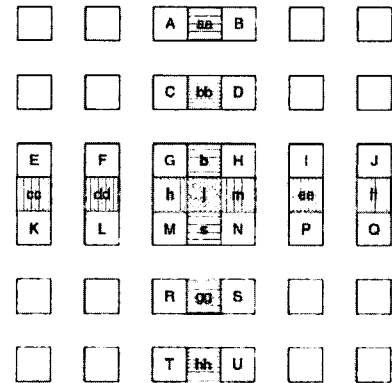 A aa B
C bb D
E F G b H I J
cc dd h j m ee ff
K L M s N P Q
R gg S
T hh U